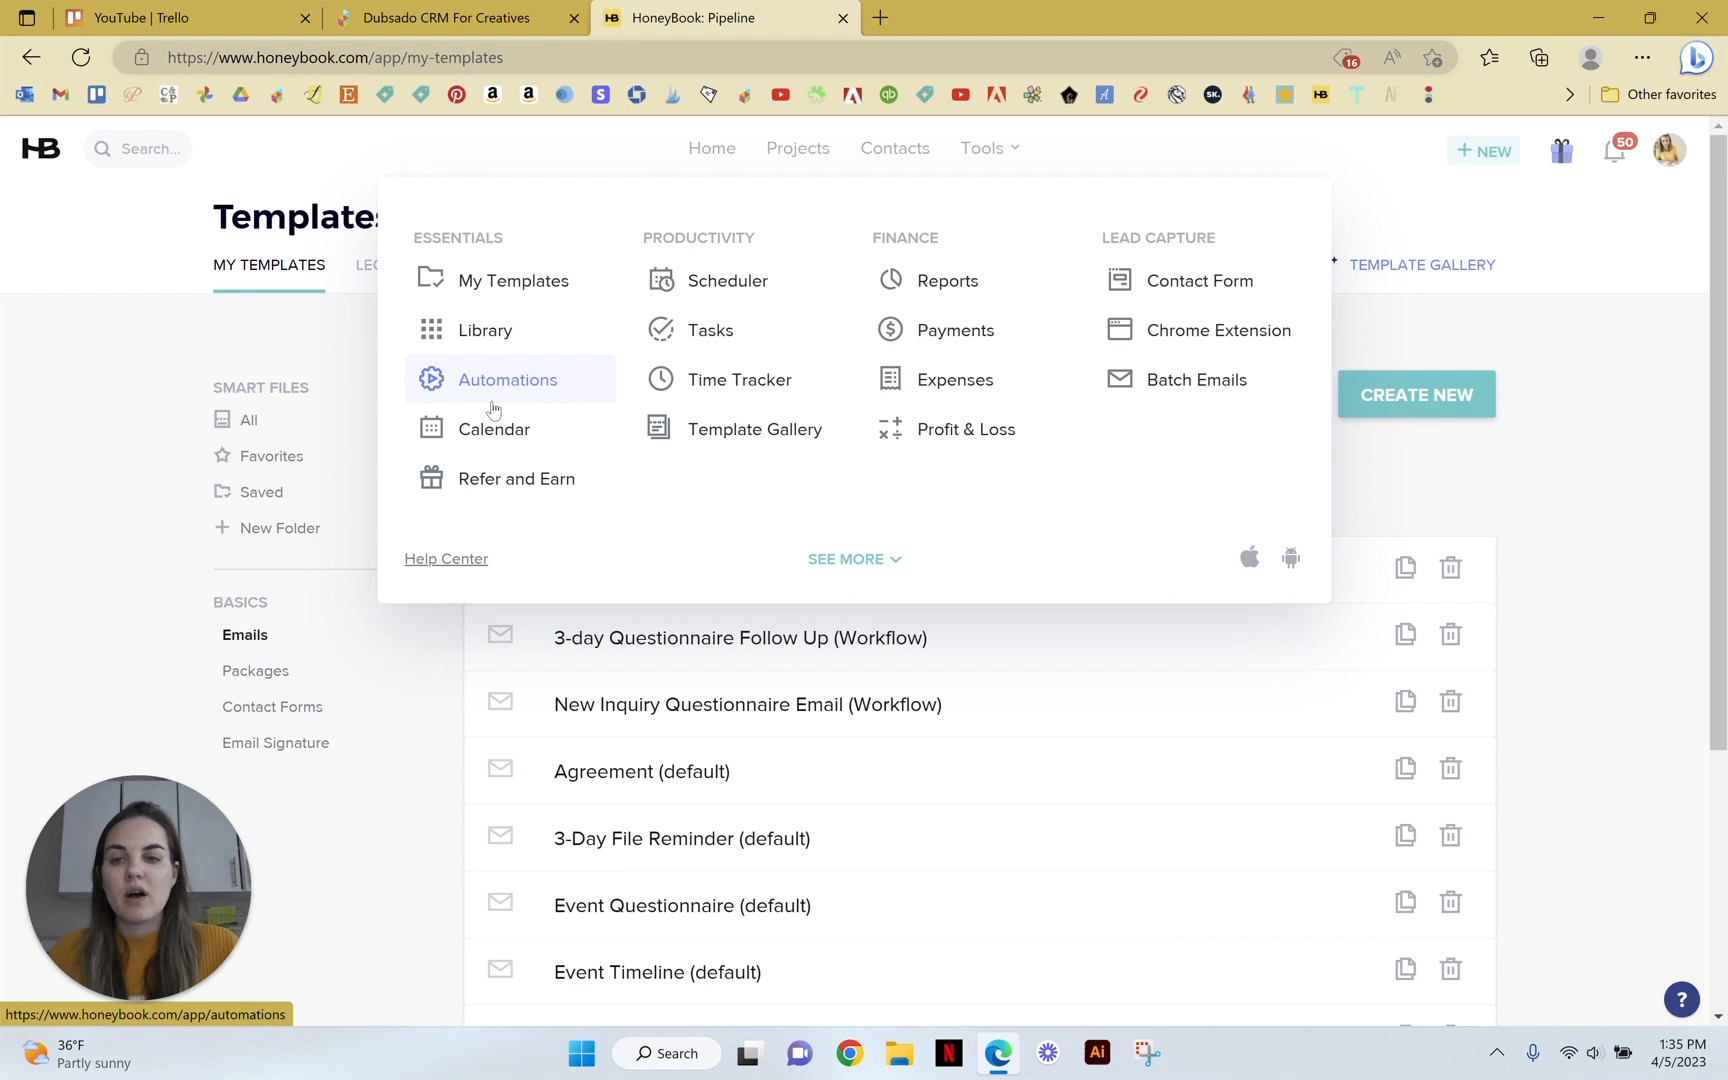 YouTube | Trello
Dubsado CRM For Creatives
HoneyBook: Pipeline
https://www.honeybook.com/app/my-templates
16
Other favorites
HB
Search...
Home
Projects
Contacts
Tools
+ NEW
50
Templates
MY TEMPLATES
TEMPLATE GALLERY
ESSENTIALS
My Templates
Library
Automations
Calendar
Refer and Earn
PRODUCTIVITY
Scheduler
Tasks
Time Tracker
Template Gallery
FINANCE
Reports
Payments
Expenses
Profit & Loss
LEAD CAPTURE
Contact Form
Chrome Extension
Batch Emails
Help Center
SEE MORE
CREATE NEW
SMART FILES
All
Favorites
Saved
New Folder
BASICS
Emails
Packages
Contact Forms
Email Signature
3-day Questionnaire Follow Up (Workflow)
New Inquiry Questionnaire Email (Workflow)
Agreement (default)
3-Day File Reminder (default)
Event Questionnaire (default)
Event Timeline (default)
?
https://www.honeybook.com/app/automations
36°F
Partly sunny
Search
N
Ai
1:35 PM
4/5/2023